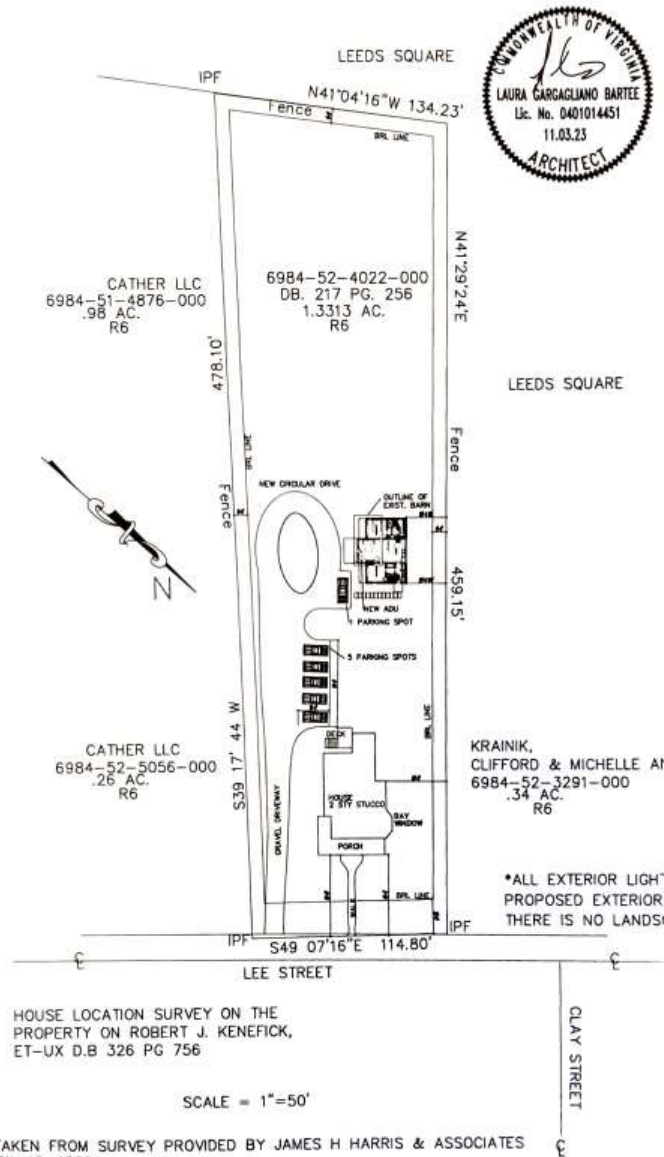 LEEDS SQUARE
COMMONWEALTH OF VIRGINIA
LAURA GARGAGLIANO BARTEE
Lic. No. 0401014451
11.03.23
ARCHITECT
IPF
N41°04'16"W 134.23'
Fence
BRL LINE
N41°29'24"E
CATHER LLC
6984-51-4876-000
.98 AC.
R6
6984-52-4022-000
DB. 217 PG. 256
1.3313 AC.
R6
478.10'
LEEDS SQUARE
BRL LINE
Fence
Fence
NEW CIRCULAR DRIVE
OUTLINE OF
EXIST. BARN
N
459.15'
NEW ADU
1 PARKING SPOT
5 PARKING SPOTS
S39 17' 44 W
BRL LINE
DECK
CATHER LLC
6984-52-5056-000
.26 AC.
R6
KRAINIK,
CLIFFORD & MICHELLE AN
6984-52-3291-000
.34 AC.
R6
GRAVEL DRIVEWAY
HOUSE
2 STY STUCCO
BAY
WINDOW
PORCH
WALK
BRL LINE
*ALL EXTERIOR LIGHT
PROPOSED EXTERIOR
THERE IS NO LANDSC
IPF
S49 07'16"E 114.80'
IPF
LEE STREET
CLAY STREET
HOUSE LOCATION SURVEY ON THE
PROPERTY ON ROBERT J. KENEFICK,
ET-UX D.B 326 PG 756
SCALE = 1"=50'
TAKEN FROM SURVEY PROVIDED BY JAMES H HARRIS & ASSOCIATES